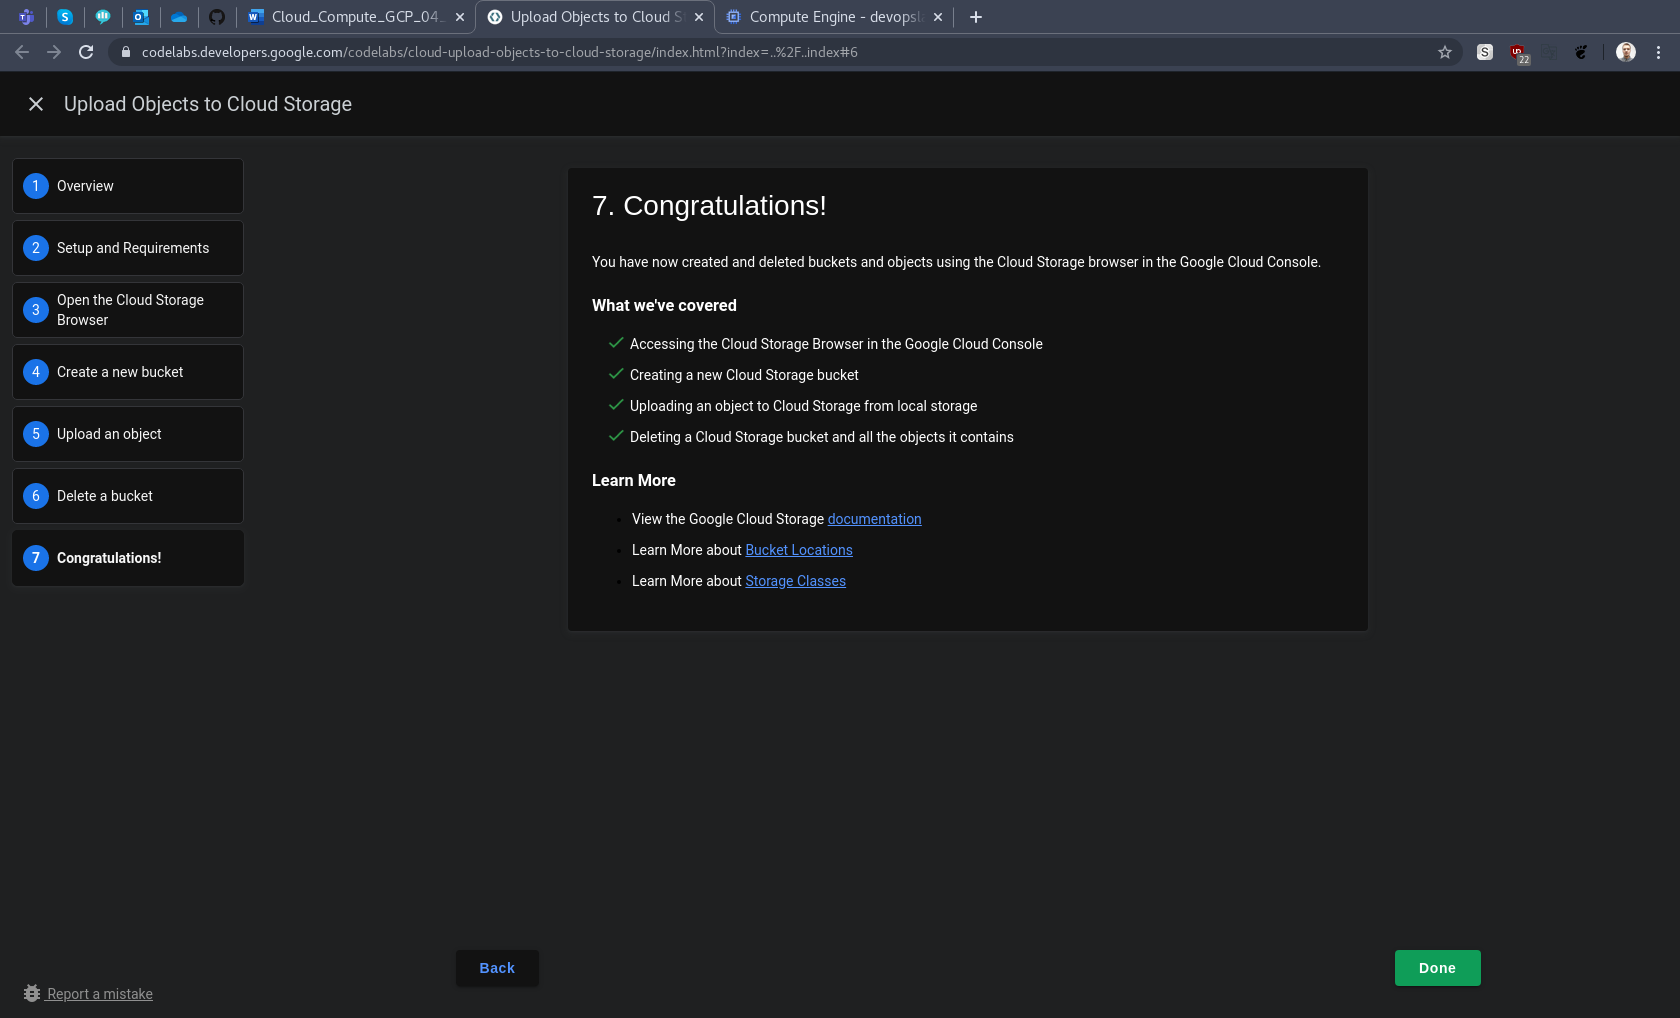 Cloud_Compute_GCP_04_
Upload Objects to Cloud S
Compute Engine - devopsl
codelabs.developers.google.com/codelabs/cloud-upload-objects-to-cloud-storage/index.html?index=..%2F..index#6
S
22
Upload Objects to Cloud Storage
1 Overview
2 Setup and Requirements
3 Open the Cloud Storage
Browser
4 Create a new bucket
5 Upload an object
6 Delete a bucket
7 Congratulations!
7. Congratulations!
You have now created and deleted buckets and objects using the Cloud Storage browser in the Google Cloud Console.
What we've covered
Accessing the Cloud Storage Browser in the Google Cloud Console
Creating a new Cloud Storage bucket
Uploading an object to Cloud Storage from local storage
Deleting a Cloud Storage bucket and all the objects it contains
Learn More
View the Google Cloud Storage documentation
Learn More about Bucket Locations
Learn More about Storage Classes
Back
Done
Report a mistake